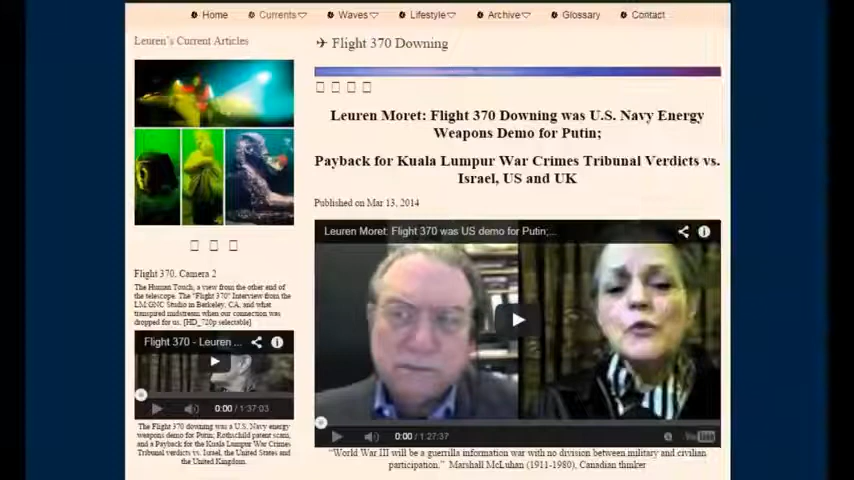 Home Currents Waves Lifestyle Archive Glossary Contact
Leuren's Current Articles
Flight 370, Camera 2
The Human Touch, a view from the other end of
the telescope. The "Flight 370" Interview from the
LM:GNC Studio in Berkeley, CA, and what
transpired midstream when our connection was
dropped for us. [HD_720p selectable]
Flight 370 - Leuren ...
0:00 / 1:37:03
The Flight 370 downing was a U.S. Navy energy
weapons demo for Putin; Rothschild patent scam,
and a Payback for the Kuala Lumpur War Crimes
Tribunal verdicts vs. Israel, the United States and
the United Kingdom.
✈ Flight 370 Downing
Leuren Moret: Flight 370 Downing was U.S. Navy Energy
Weapons Demo for Putin;
Payback for Kuala Lumpur War Crimes Tribunal Verdicts vs.
Israel, US and UK
Published on Mar 13, 2014
Leuren Moret: Flight 370 was US demo for Putin;...
0:00 / 1:27:37
YouTube
"World War III will be a guerrilla information war with no division between military and civilian
participation." Marshall McLuhan (1911-1980), Canadian thinker